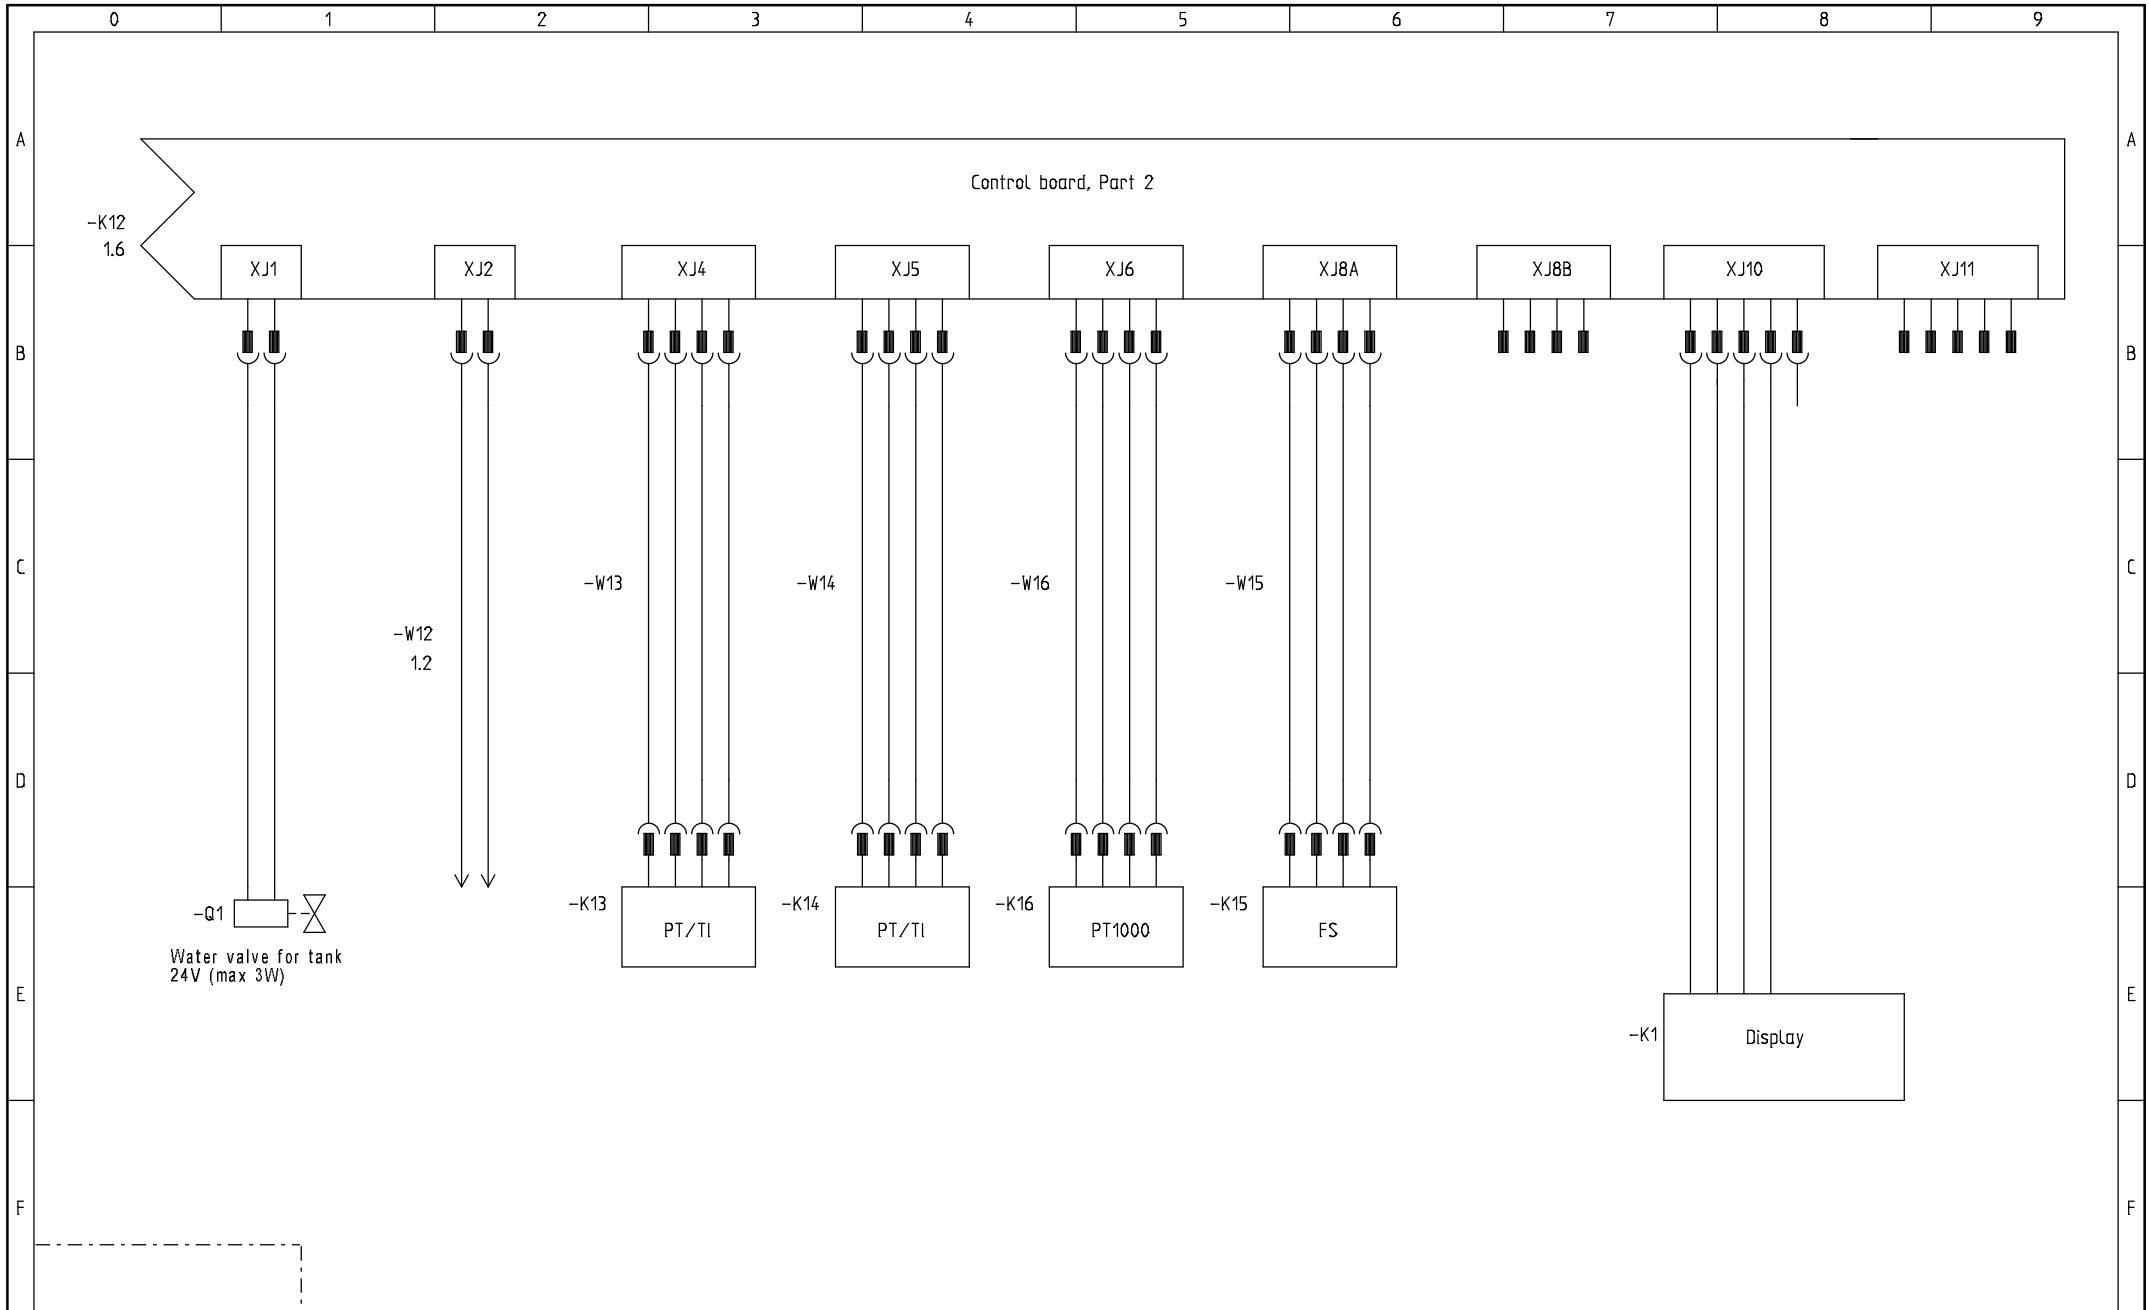 0 1 2 3 4 5 6 7 8 9
A A
Control board, Part 2
-K12
1.6
XJ1 XJ2 XJ4 XJ5 XJ6 XJ8A XJ8B XJ10 XJ11
B B
C C
-W13 -W14 -W16 -W15
-W12
1.2
D D
-K13 -K14 -K16 -K15
-Q1
PT/TI PT/TI PT1000 FS
Water valve for tank
24V (max 3W)
E E
-K1 Display
F F